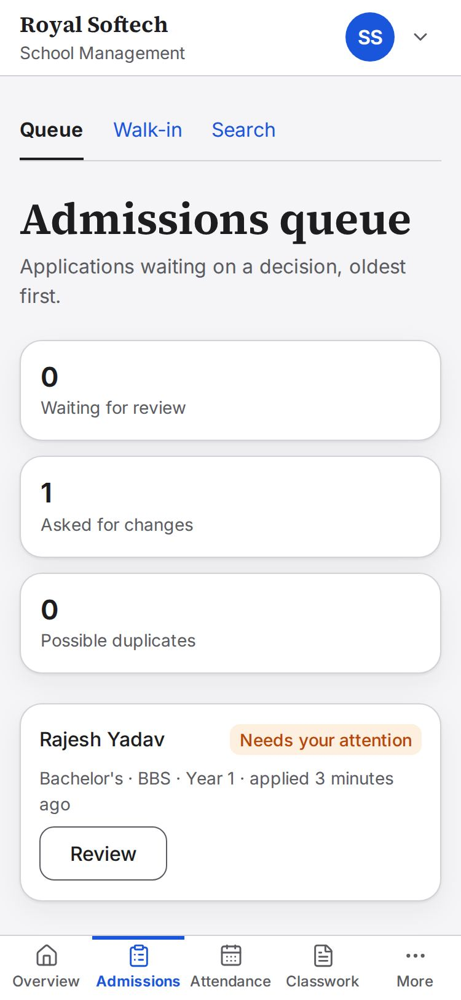 Royal Softech
School Management
SS
Queue
Walk-in
Search
Admissions queue
Applications waiting on a decision, oldest
first.
0
Waiting for review
1
Asked for changes
0
Possible duplicates
Rajesh Yadav
Needs your attention
Bachelor's · BBS · Year 1 · applied 3 minutes
ago
Review
Overview
Admissions
Attendance
Classwork
More